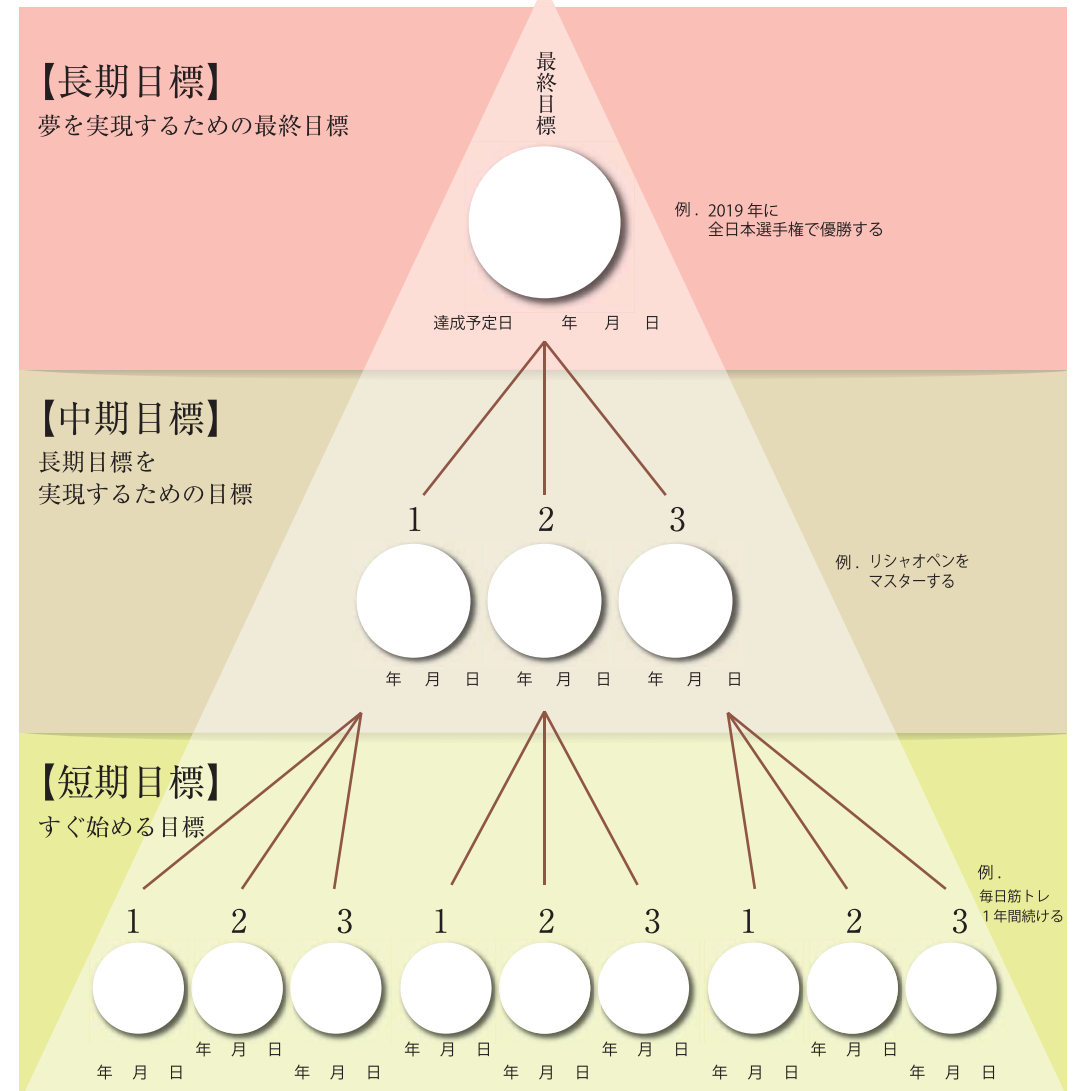 最終目標
【長期目標】
夢を実現するための最終目標
例．2019 年に
全日本選手権で優勝する
達成予定日　年　月　日
【中期目標】
長期目標を
実現するための目標
1　2　3
例．リシャオペンを
マスターする
年　月　日　年　月　日　年　月　日
【短期目標】
すぐ始める目標
例．
毎日筋トレ
1 年間続ける
1　2　3　1　2　3　1　2　3
年　月　日　年　月　日　年　月　日　年　月　日
年　月　日　年　月　日　年　月　日　年　月　日　年　月　日